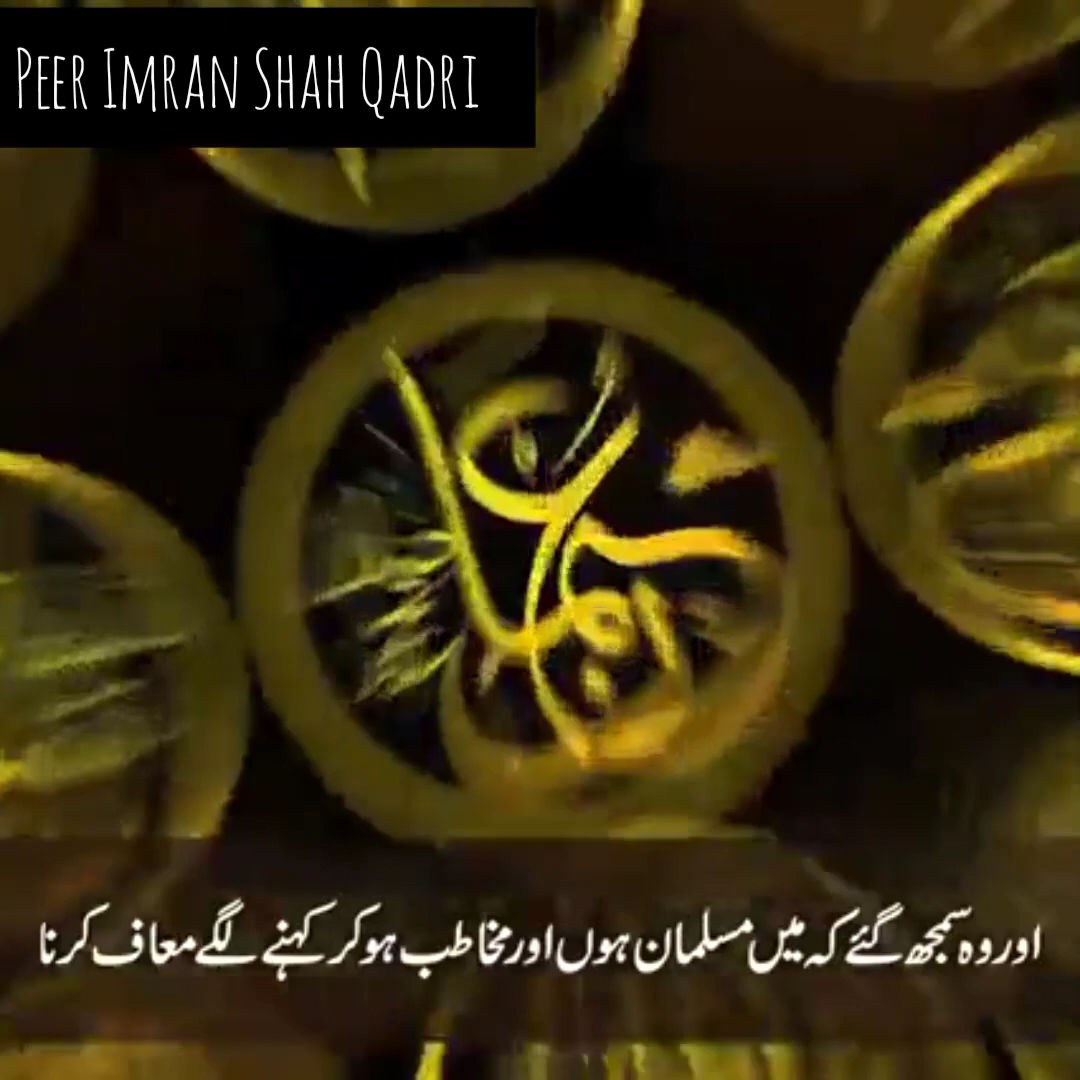 PEER IMRAN SHAH QADRI
اور وہ سمجھ گئے کہ میں مسلمان ہوں اور مخاطب ہو کر کہنے لگے معاف کرنا